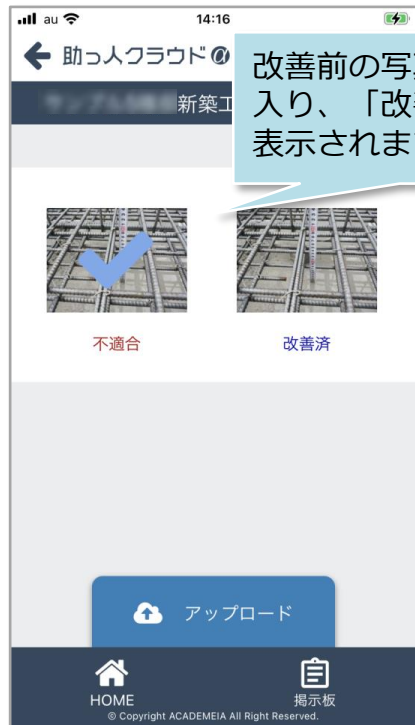 au 14:16
助っ人クラウドα
新築工
改善前の写
入り、「改
表示されま
不適合
改善済
アップロード
HOME
掲示板
© Copyright ACADEMEIA All Right Reserved.